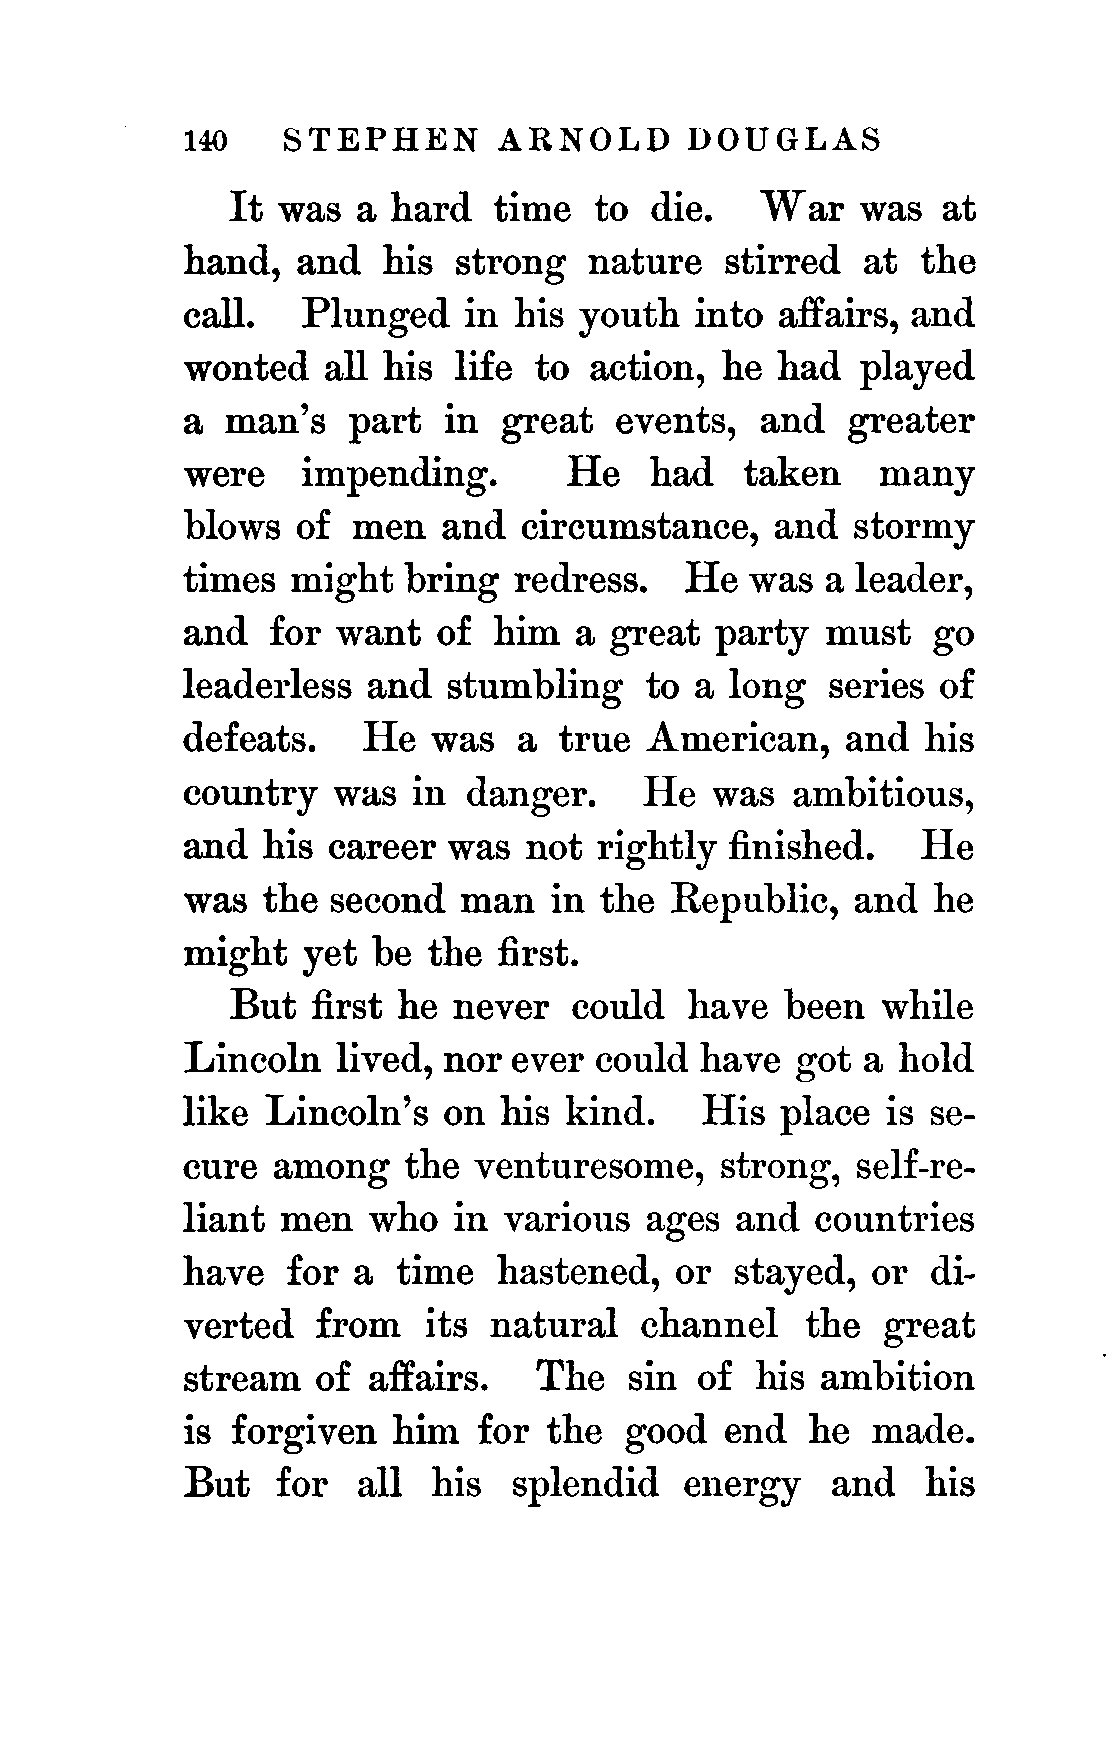 140 STEPHEN ARNOLD DOUGLAS
It was a hard time to die. War was at
hand, and his strong nature stirred at the
call. Plunged in his youth into affairs, and
wonted all his life to action, he had played
a man's part in great events, and greater
were impending. He had taken many
blows of men and circumstance, and stormy
times might bring redress. He was a leader,
and for want of him a great party must go
leaderless and stumbling to a long series of
defeats. He was a true American, and his
country was in danger. He was ambitious,
and his career was not rightly finished. He
was the second man in the Republic, and he
might yet be the first.
But first he never could have been while
Lincoln lived, nor ever could have got a hold
like Lincoln's on his kind. His place is se-
cure among the venturesome, strong, self-re-
liant men who in various ages and countries
have for a time hastened, or stayed, or di-
verted from its natural channel the great
stream of affairs. The sin of his ambition
is forgiven him for the good end he made.
But for all his splendid energy and his